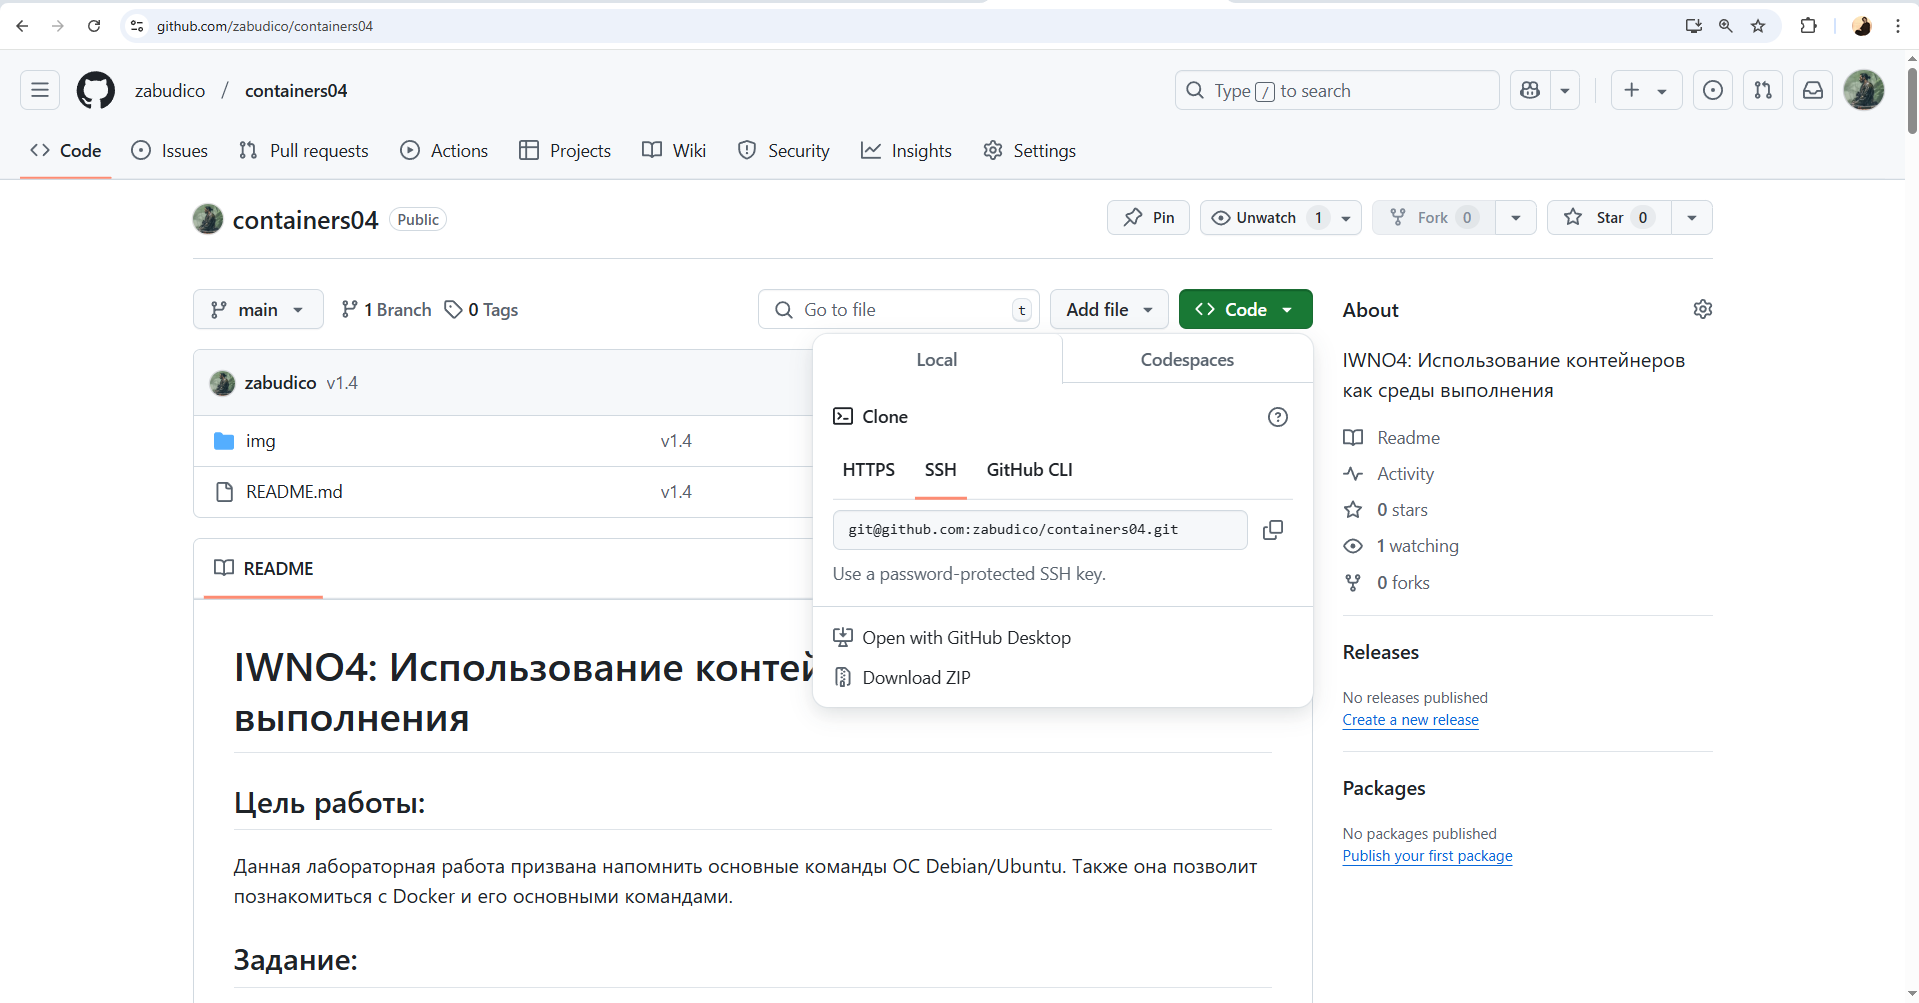 github.com/zabudico/containers04
zabudico / containers04
Type / to search
Code Issues Pull requests Actions Projects Wiki Security Insights Settings
containers04 Public
Pin Unwatch 1 Fork 0 Star 0
main 1 Branch 0 Tags Go to file t Add file Code
zabudico v1.4
img v1.4
README.md v1.4
README
IWNO4: Использование контей
выполнения
Цель работы:
Данная лабораторная работа призвана напомнить основные команды ОС Debian/Ubuntu. Также она позволит
познакомиться с Docker и его основными командами.
Задание:
Local Codespaces
Clone
HTTPS SSH GitHub CLI
git@github.com:zabudico/containers04.git
Use a password-protected SSH key.
Open with GitHub Desktop
Download ZIP
About
IWNO4: Использование контейнеров
как среды выполнения
Readme
Activity
0 stars
1 watching
0 forks
Releases
No releases published
Create a new release
Packages
No packages published
Publish your first package